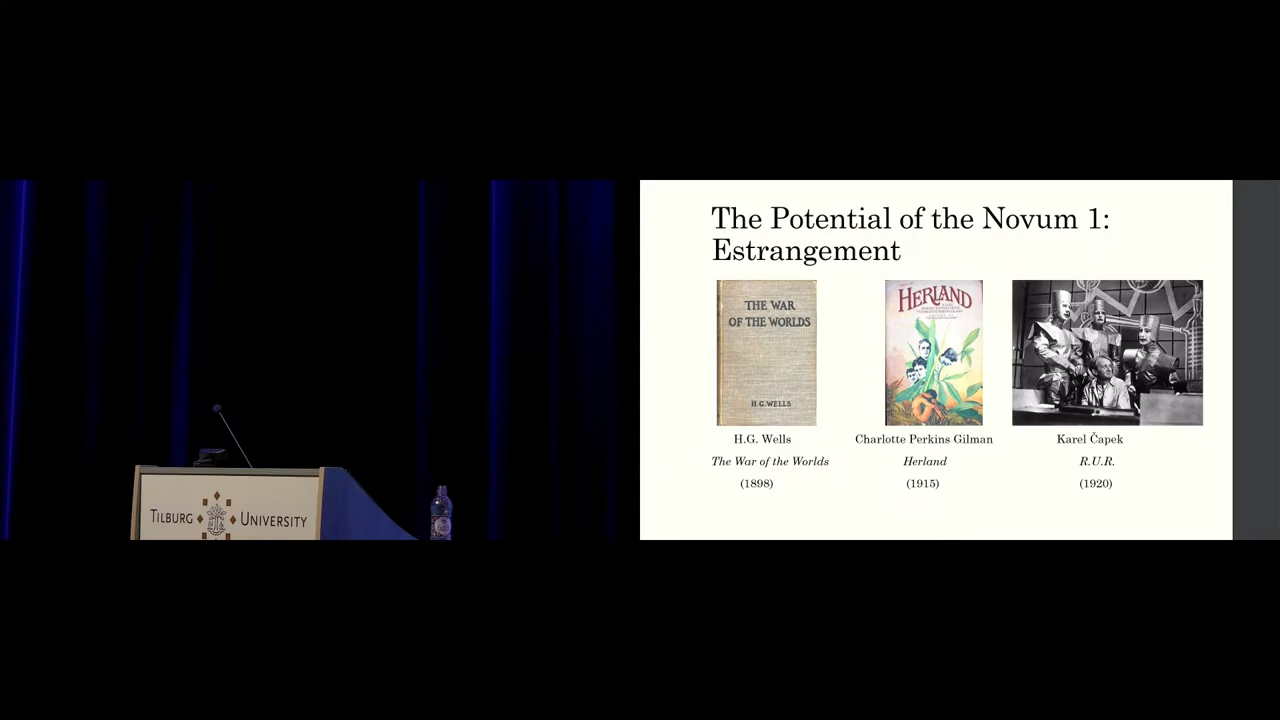 TILBURG UNIVERSITY
The Potential of the Novum 1:
Estrangement
THE WAR
OF THE WORLDS
H.G.WELLS
HERLAND
H.G. Wells
Charlotte Perkins Gilman
Karel Čapek
The War of the Worlds
Herland
R.U.R.
(1898)
(1915)
(1920)